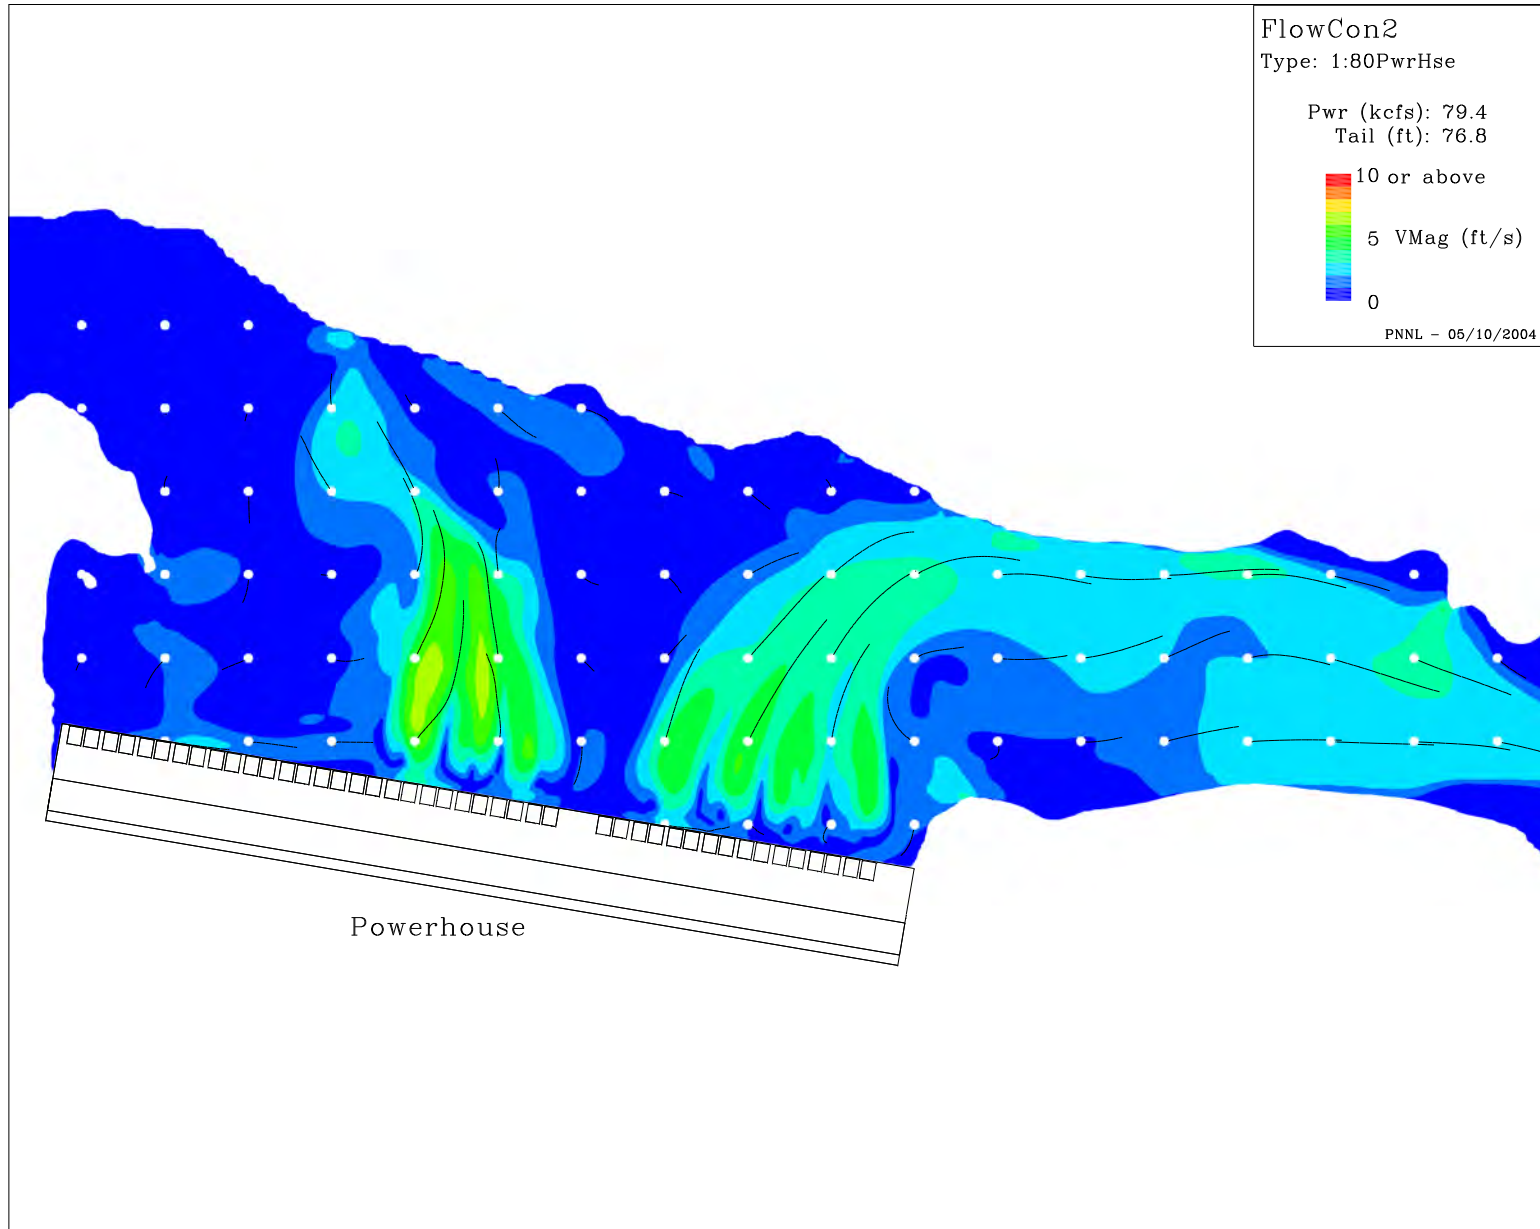 FlowCon2
Type: 1:80PwrHse
Pwr (kcfs): 79.4
Tail (ft): 76.8
10 or above
5 VMag (ft/s)
0
PNNL - 05/10/2004
Powerhouse